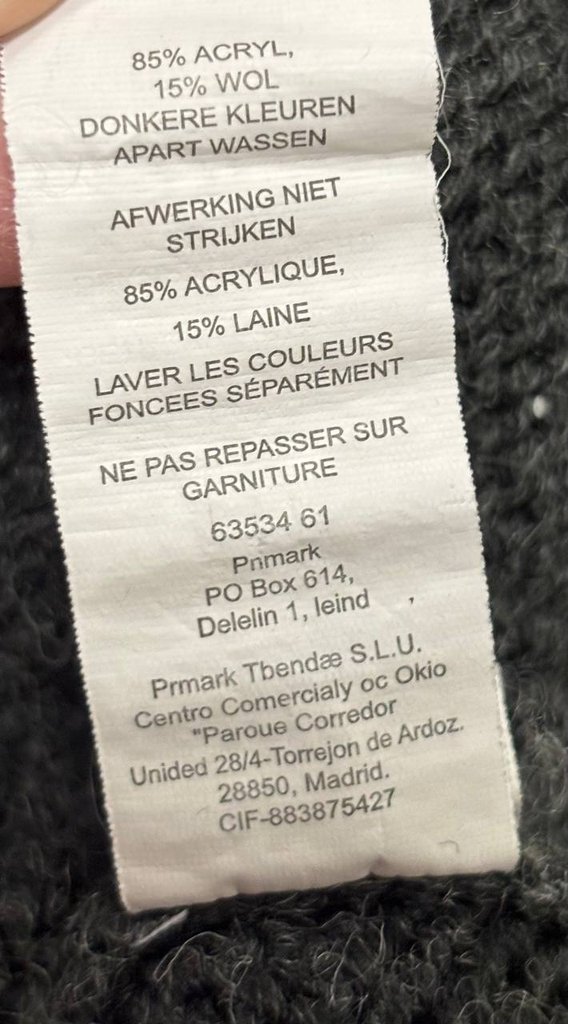 85% ACRYL,
15% WOL
DONKERE KLEUREN
APART WASSEN
AFWERKING NIET
STRIJKEN
85% ACRYLIQUE,
15% LAINE
LAVER LES COULEURS
FONCEES SÉPARÉMENT
NE PAS REPASSER SUR
GARNITURE
63534 61
Pnmark
PO Box 614,
Delelin 1, leind ,
Prmark Tbendæ S.L.U.
Centro Comercialy oc Okio
"Paroue Corredor
Unided 28/4-Torrejon de Ardoz.
28850, Madrid.
CIF-883875427